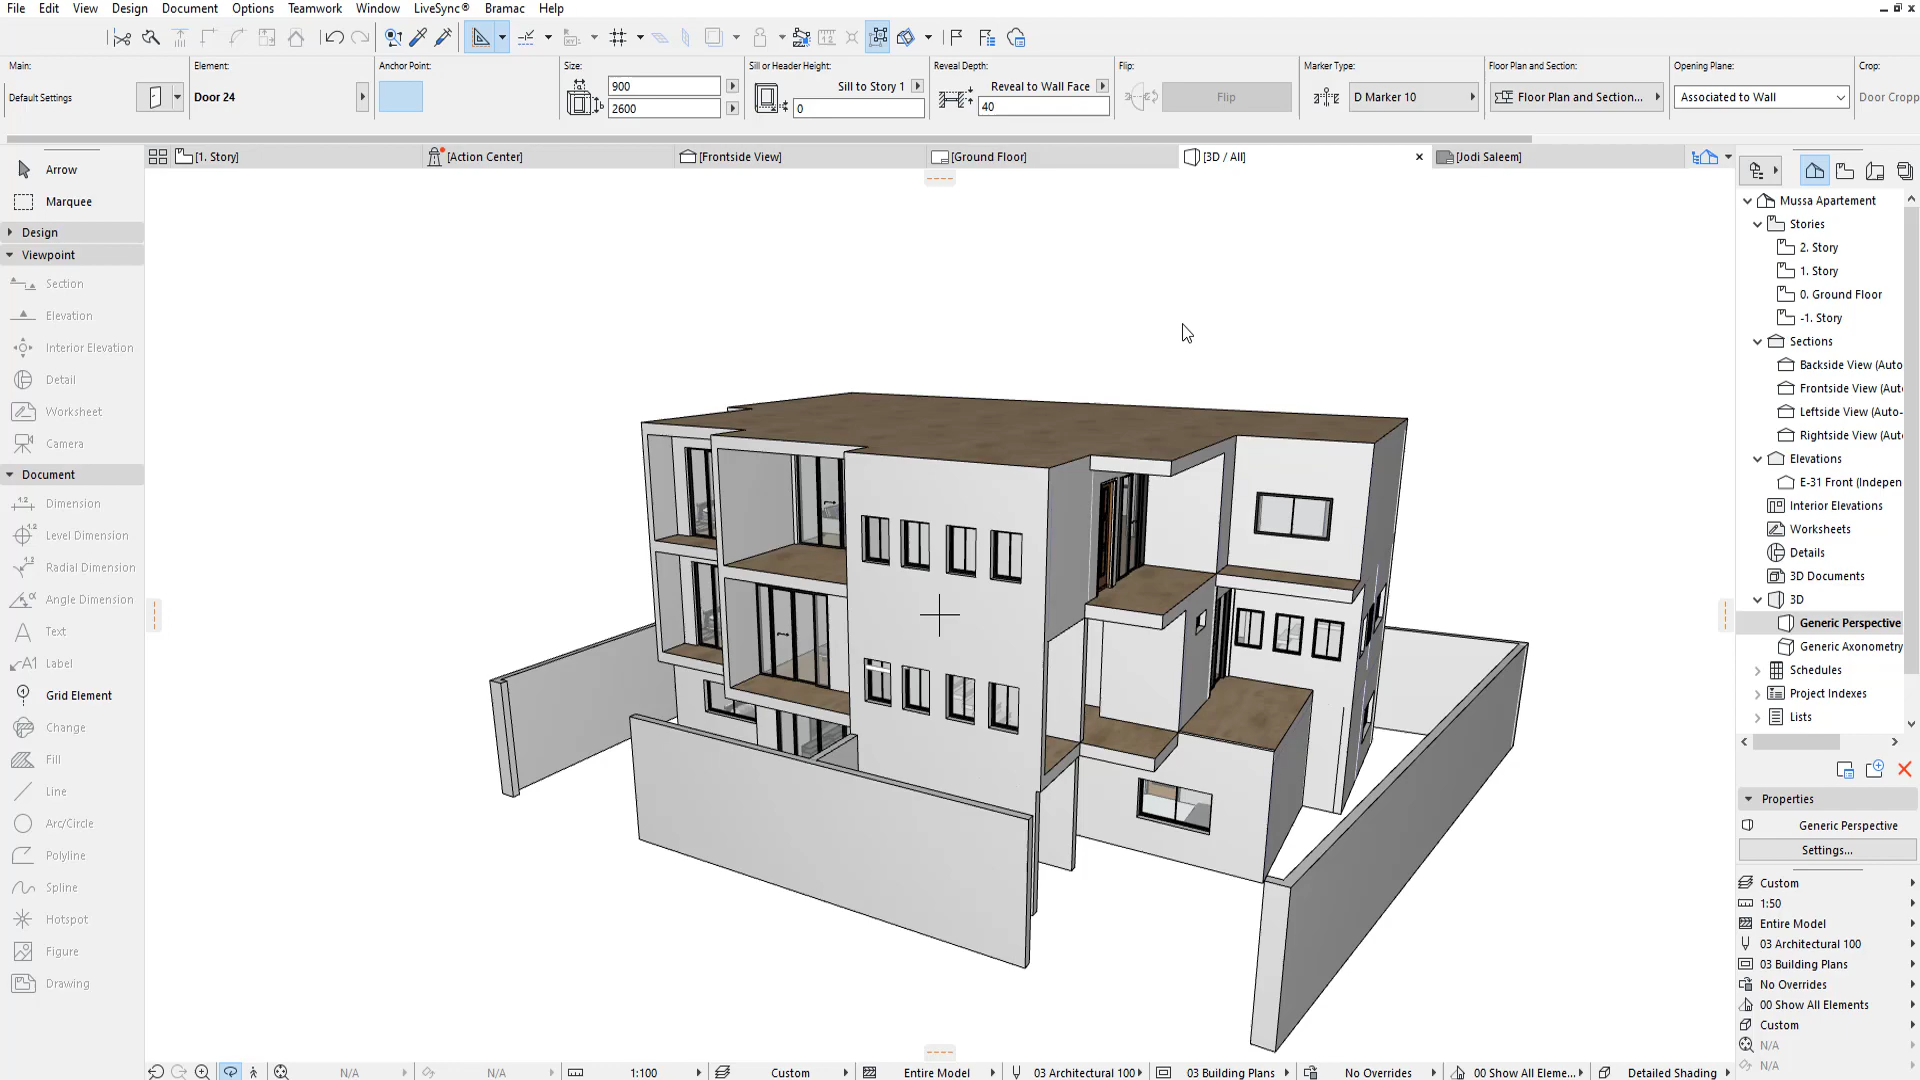 File Edit View Design Document Options Teamwork Window LiveSync® Bramac Help
Main: Element: Anchor Point: Size: Sill or Header Height: Reveal Depth: Flip: Marker Type: Floor Plan and Section: Opening Plane: Crop:
Default Settings Door 24 900 Sill to Story 1 Reveal to Wall Face Flip D Marker 10 Floor Plan and Section... Associated to Wall Door Cropp
2600 0 40
[1. Story] [Action Center] [Frontside View] [Ground Floor] [3D / All] [Jodi Saleem]
Arrow
Marquee
Design
Viewpoint
Section
Elevation
Interior Elevation
Detail
Worksheet
Camera
Document
Dimension
Level Dimension
Radial Dimension
Angle Dimension
Text
Label
Grid Element
Change
Fill
Line
Arc/Circle
Polyline
Spline
Hotspot
Figure
Drawing
Mussa Apartement
Stories
2. Story
1. Story
0. Ground Floor
-1. Story
Sections
Backside View (Auto
Frontside View (Auto
Leftside View (Auto-
Rightside View (Auto
Elevations
E-31 Front (Indepen
Interior Elevations
Worksheets
Details
3D Documents
3D
Generic Perspective
Generic Axonometry
Schedules
Project Indexes
Lists
Properties
Generic Perspective
Settings...
Custom
1:50
Entire Model
03 Architectural 100
03 Building Plans
No Overrides
00 Show All Elements
Custom
N/A
N/A
N/A N/A 1:100 Custom Entire Model 03 Architectural 100 03 Building Plans No Overrides 00 Show All Eleme... Detailed Shading